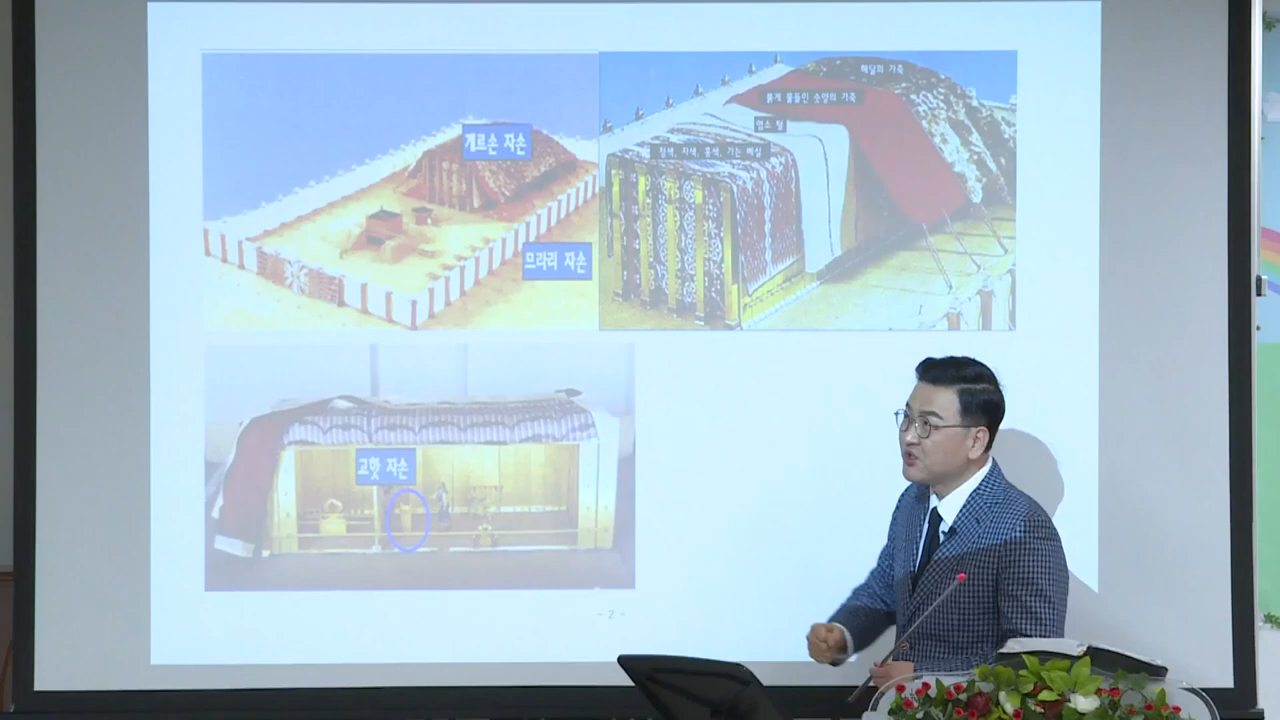 게르손 자손
므라리 자손
해달의 가죽
붉게 물들인 숫양의 가죽
염소 털
청색, 자색, 홍색, 가는 베실
고핫 자손
- 2 -